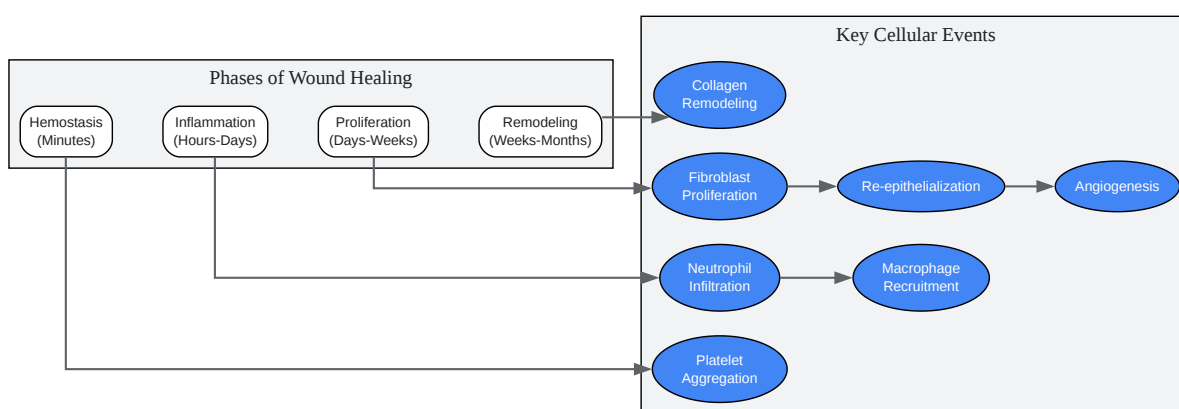 Key Cellular Events
Phases of Wound Healing
Hemostasis
(Minutes)
Inflammation
(Hours-Days)
Proliferation
(Days-Weeks)
Remodeling
(Weeks-Months)
Collagen
Remodeling
Fibroblast
Proliferation
Re-epithelialization
Angiogenesis
Neutrophil
Infiltration
Macrophage
Recruitment
Platelet
Aggregation